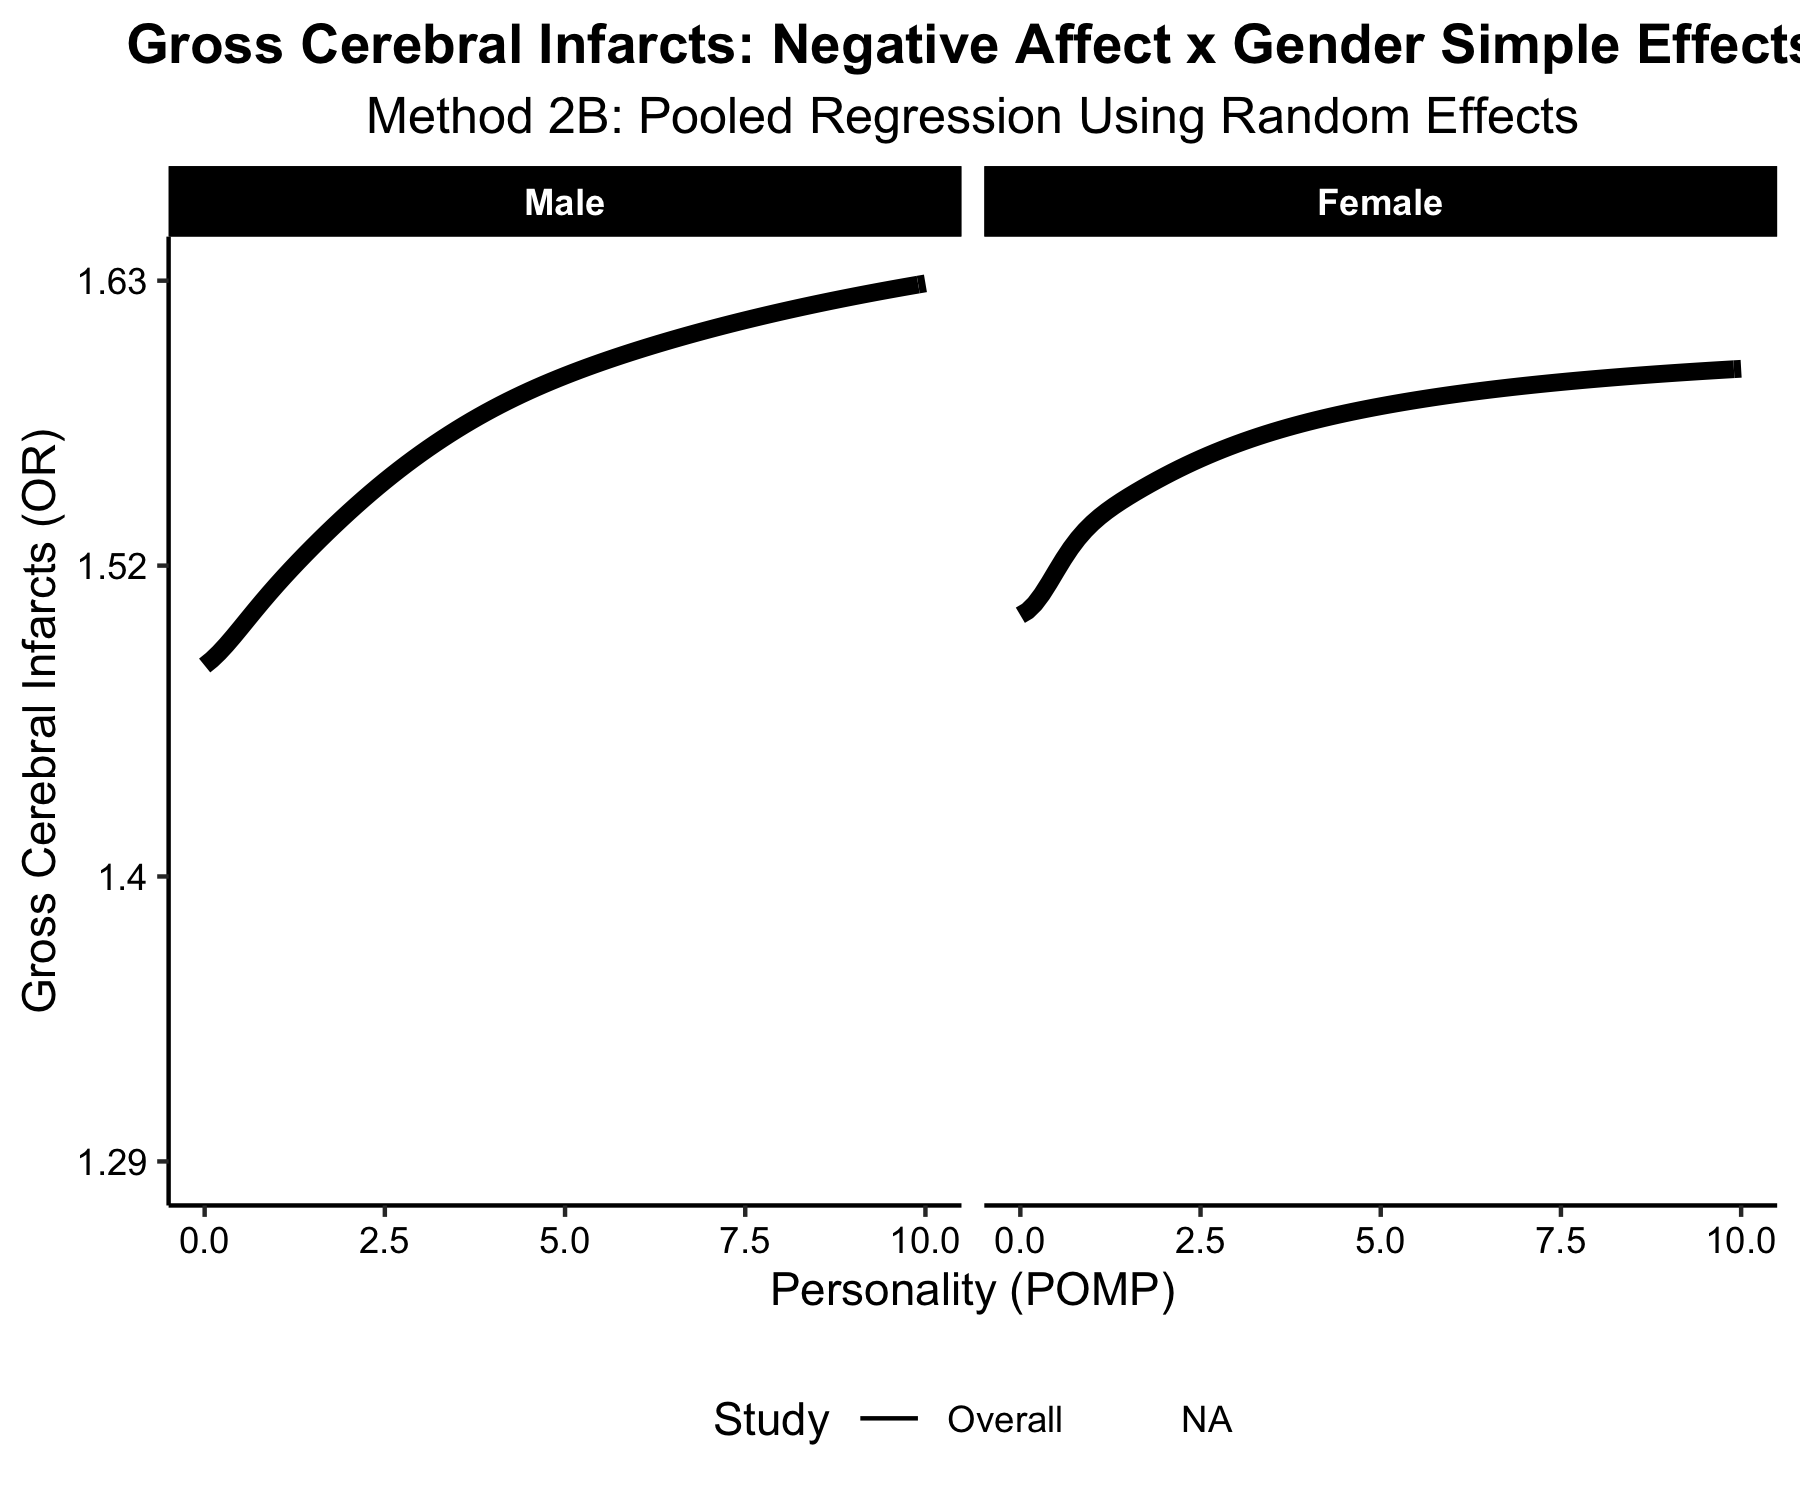 Gross Cerebral Infarcts: Negative Affect x Gender Simple Effects
Method 2B: Pooled Regression Using Random Effects
Male Female
Gross Cerebral Infarcts (OR)
1.63
1.52
1.4
1.29
0.0 2.5 5.0 7.5 10.0 0.0 2.5 5.0 7.5 10.0
Personality (POMP)
Study Overall NA